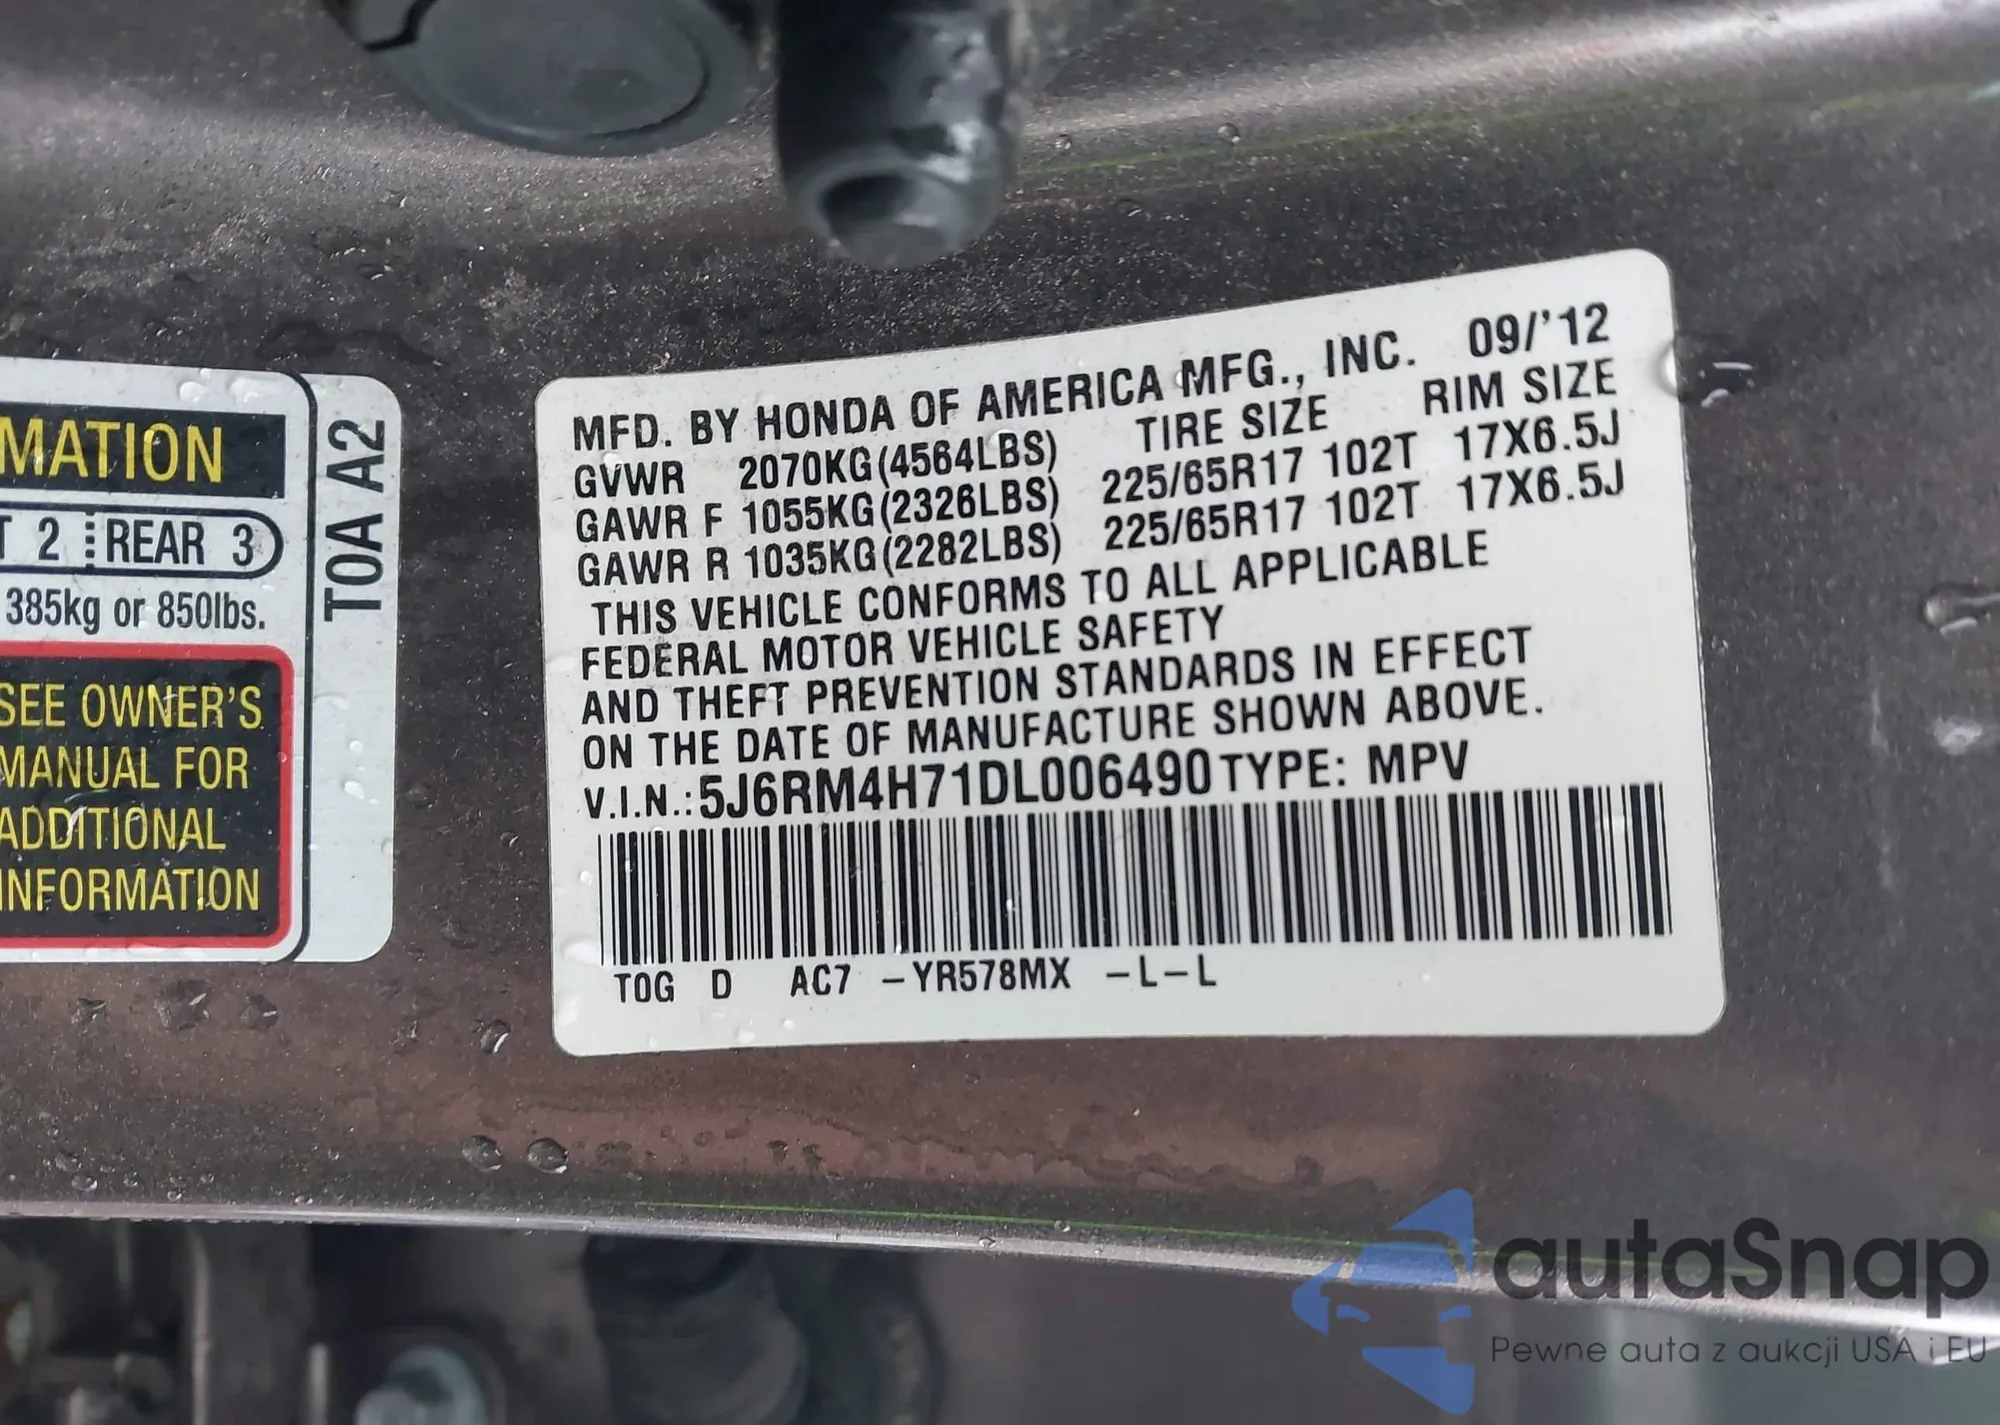 MATION
T 2 REAR 3
385kg or 850lbs.
SEE OWNER'S
MANUAL FOR
ADDITIONAL
INFORMATION
T0A A2
MFD. BY HONDA OF AMERICA MFG., INC. 09/'12
TIRE SIZE RIM SIZE
GVWR 2070KG(4564LBS)
GAWR F 1055KG(2326LBS) 225/65R17 102T 17X6.5J
GAWR R 1035KG(2282LBS) 225/65R17 102T 17X6.5J
THIS VEHICLE CONFORMS TO ALL APPLICABLE
FEDERAL MOTOR VEHICLE SAFETY
AND THEFT PREVENTION STANDARDS IN EFFECT
ON THE DATE OF MANUFACTURE SHOWN ABOVE.
V.I.N.: 5J6RM4H71DL006490 TYPE: MPV
T0G D AC7 -YR578MX -L-L
autaSnap
Pewne auta z aukcji USA i EU